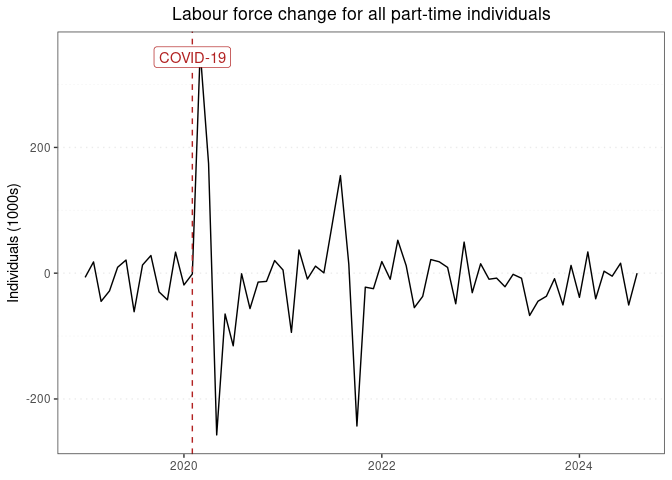 Labour force change for all part-time individuals
COVID-19
200
0
-200
Individuals (1000s)
2020
2022
2024